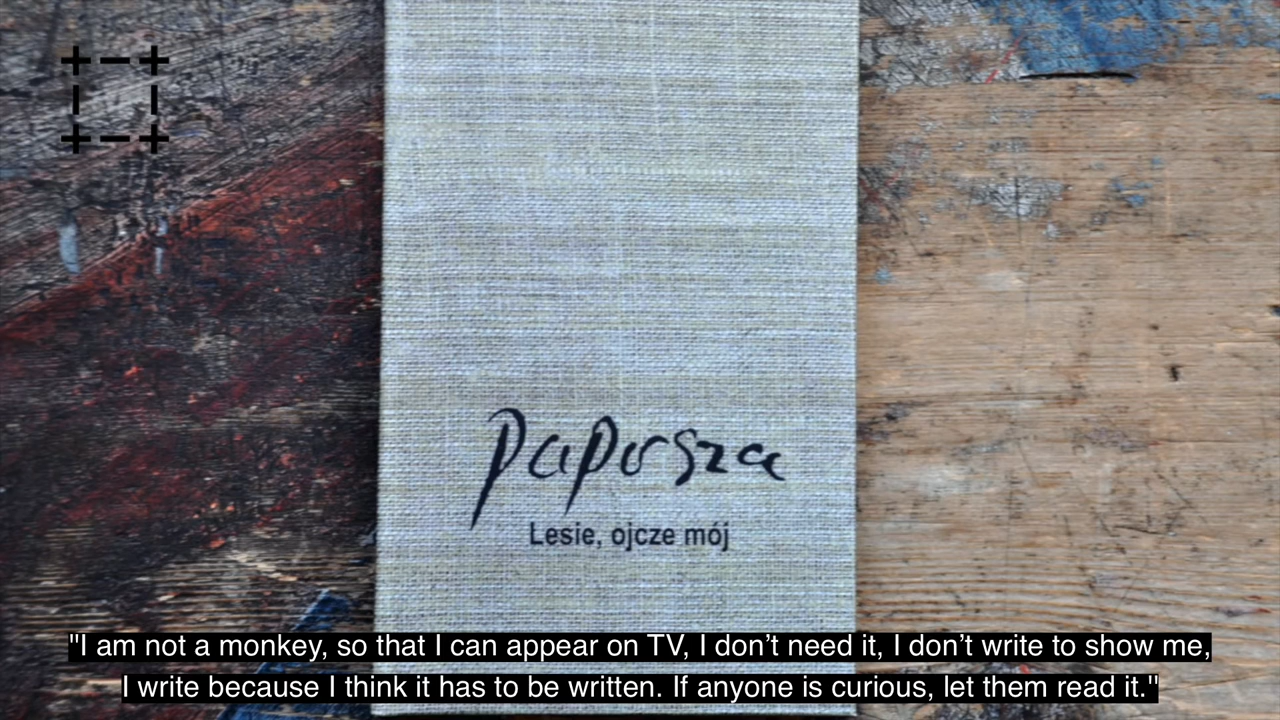 Papusza
Lesie, ojcze mój
"I am not a monkey, so that I can appear on TV, I don’t need it, I don’t write to show me,
I write because I think it has to be written. If anyone is curious, let them read it."